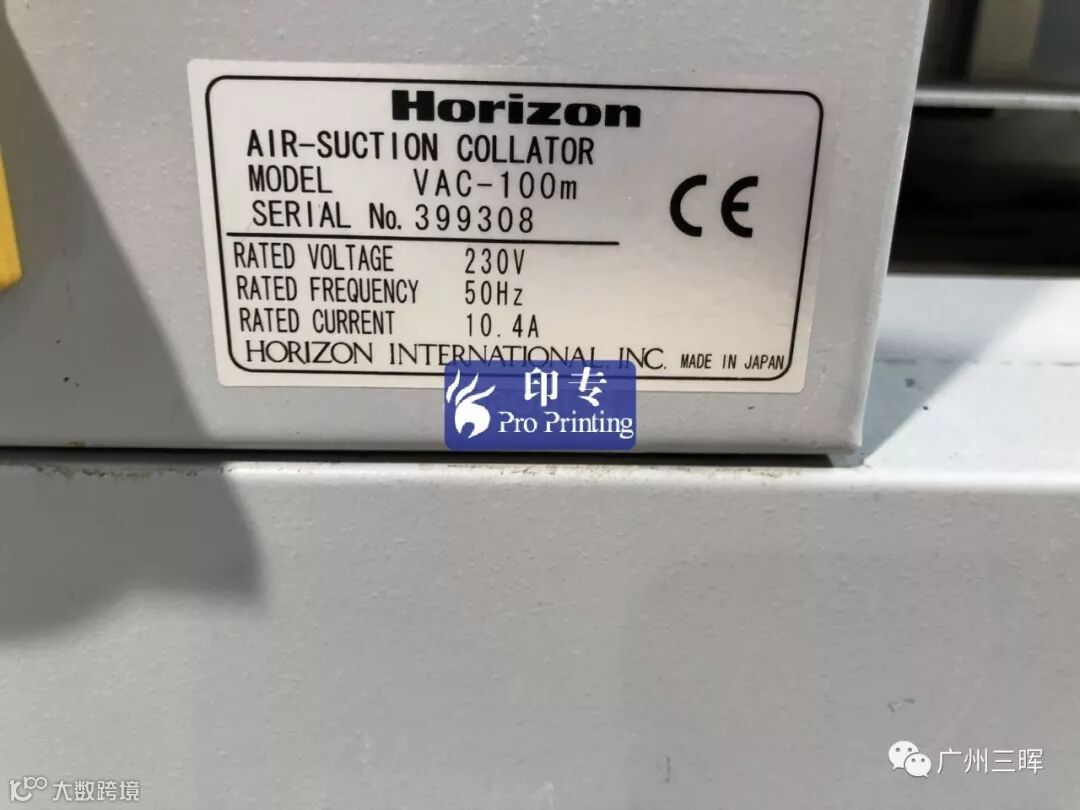 Horizon
AIR-SUCTION COLLATOR
MODEL VAC-100m
SERIAL No. 399308
CE
RATED VOLTAGE 230V
RATED FREQUENCY 50Hz
RATED CURRENT 10.4A
HORIZON INTERNATIONAL, INC. MADE IN JAPAN
印专
Pro Printing
广州三晖
大数跨境